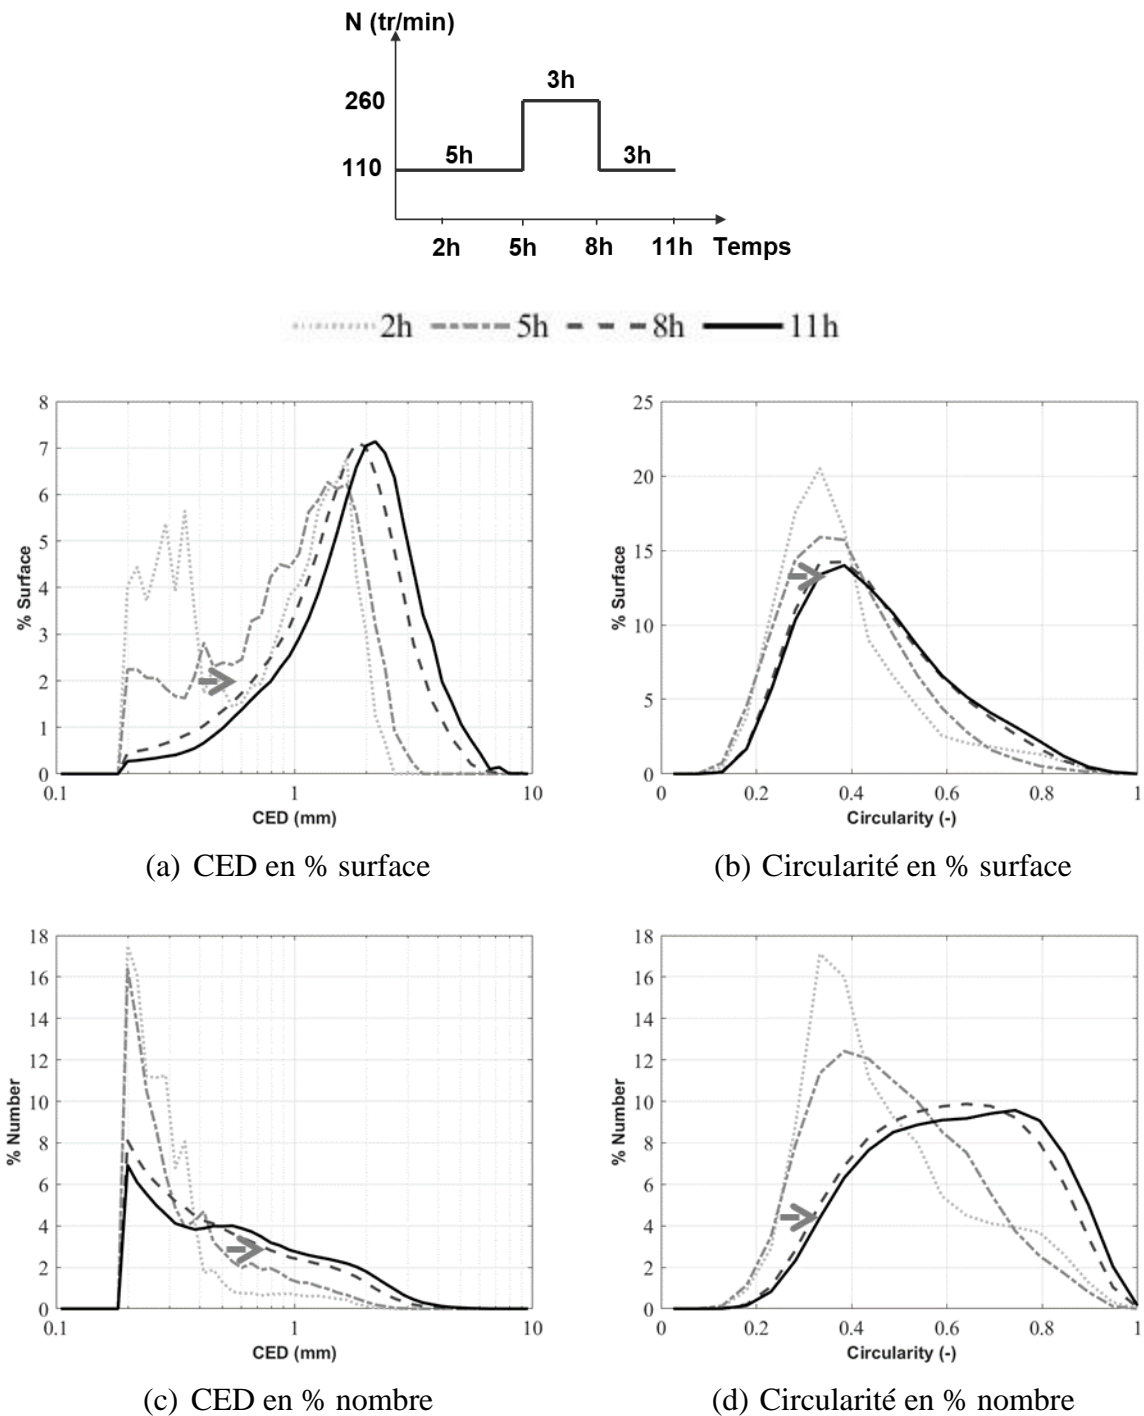 N (tr/min)
3h
260
5h
3h
110
2h 5h 8h 11h Temps
2h 5h 8h 11h
8
7
6
5
4
3
2
1
0
% Surface
0.1 1 10
CED (mm)
(a) CED en % surface
25
20
15
10
5
0
% Surface
0 0.2 0.4 0.6 0.8 1
Circularity (-)
(b) Circularité en % surface
18
16
14
12
10
8
6
4
2
0
% Number
0.1 1 10
CED (mm)
(c) CED en % nombre
18
16
14
12
10
8
6
4
2
0
% Number
0 0.2 0.4 0.6 0.8 1
Circularity (-)
(d) Circularité en % nombre